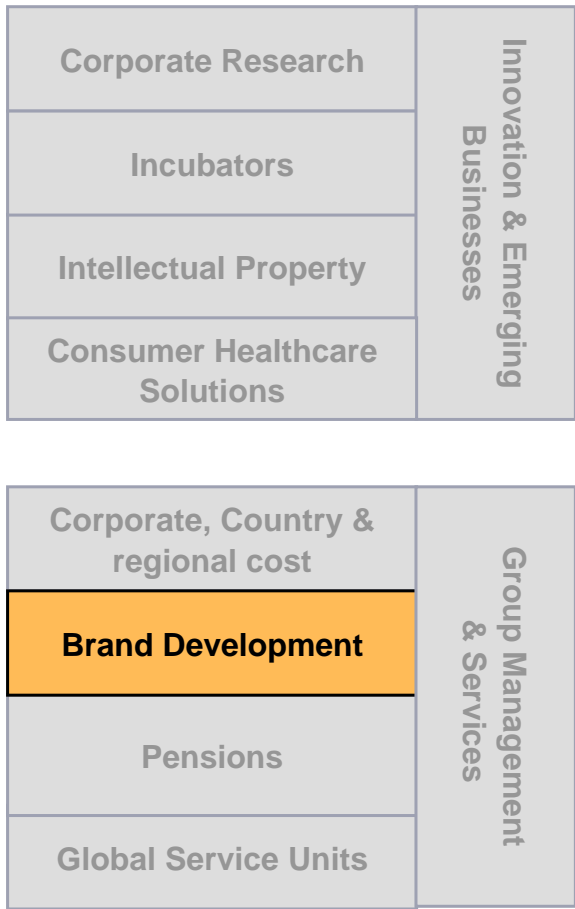 Corporate Research
Incubators
Intellectual Property
Consumer Healthcare
Solutions
Innovation & Emerging
Businesses
Corporate, Country &
regional cost
Brand Development
Pensions
Global Service Units
Group Management
& Services